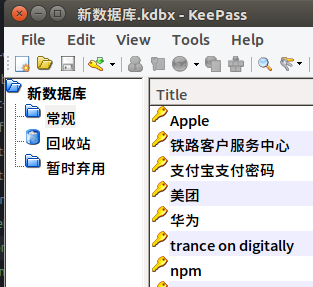 新数据库.kdbx - KeePass
File Edit View Tools Help
新数据库
常规
回收站
暂时弃用
Title
Apple
铁路客户服务中心
支付宝支付密码
美团
华为
trance on digitally
npm